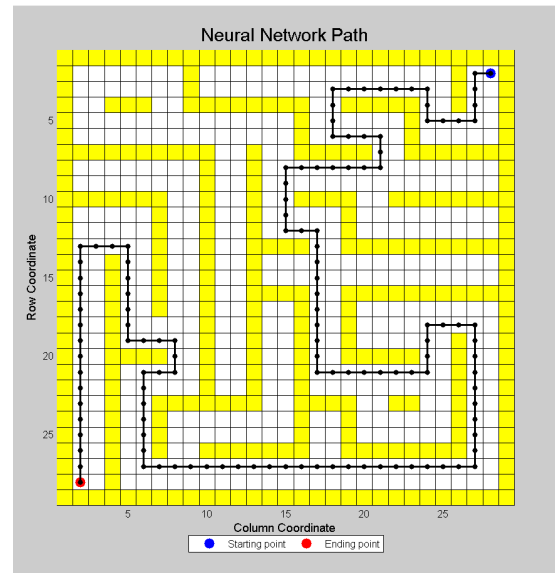 Neural Network Path
5
10
15
20
25
Row Coordinate
5 10 15 20 25
Column Coordinate
Starting point Ending point